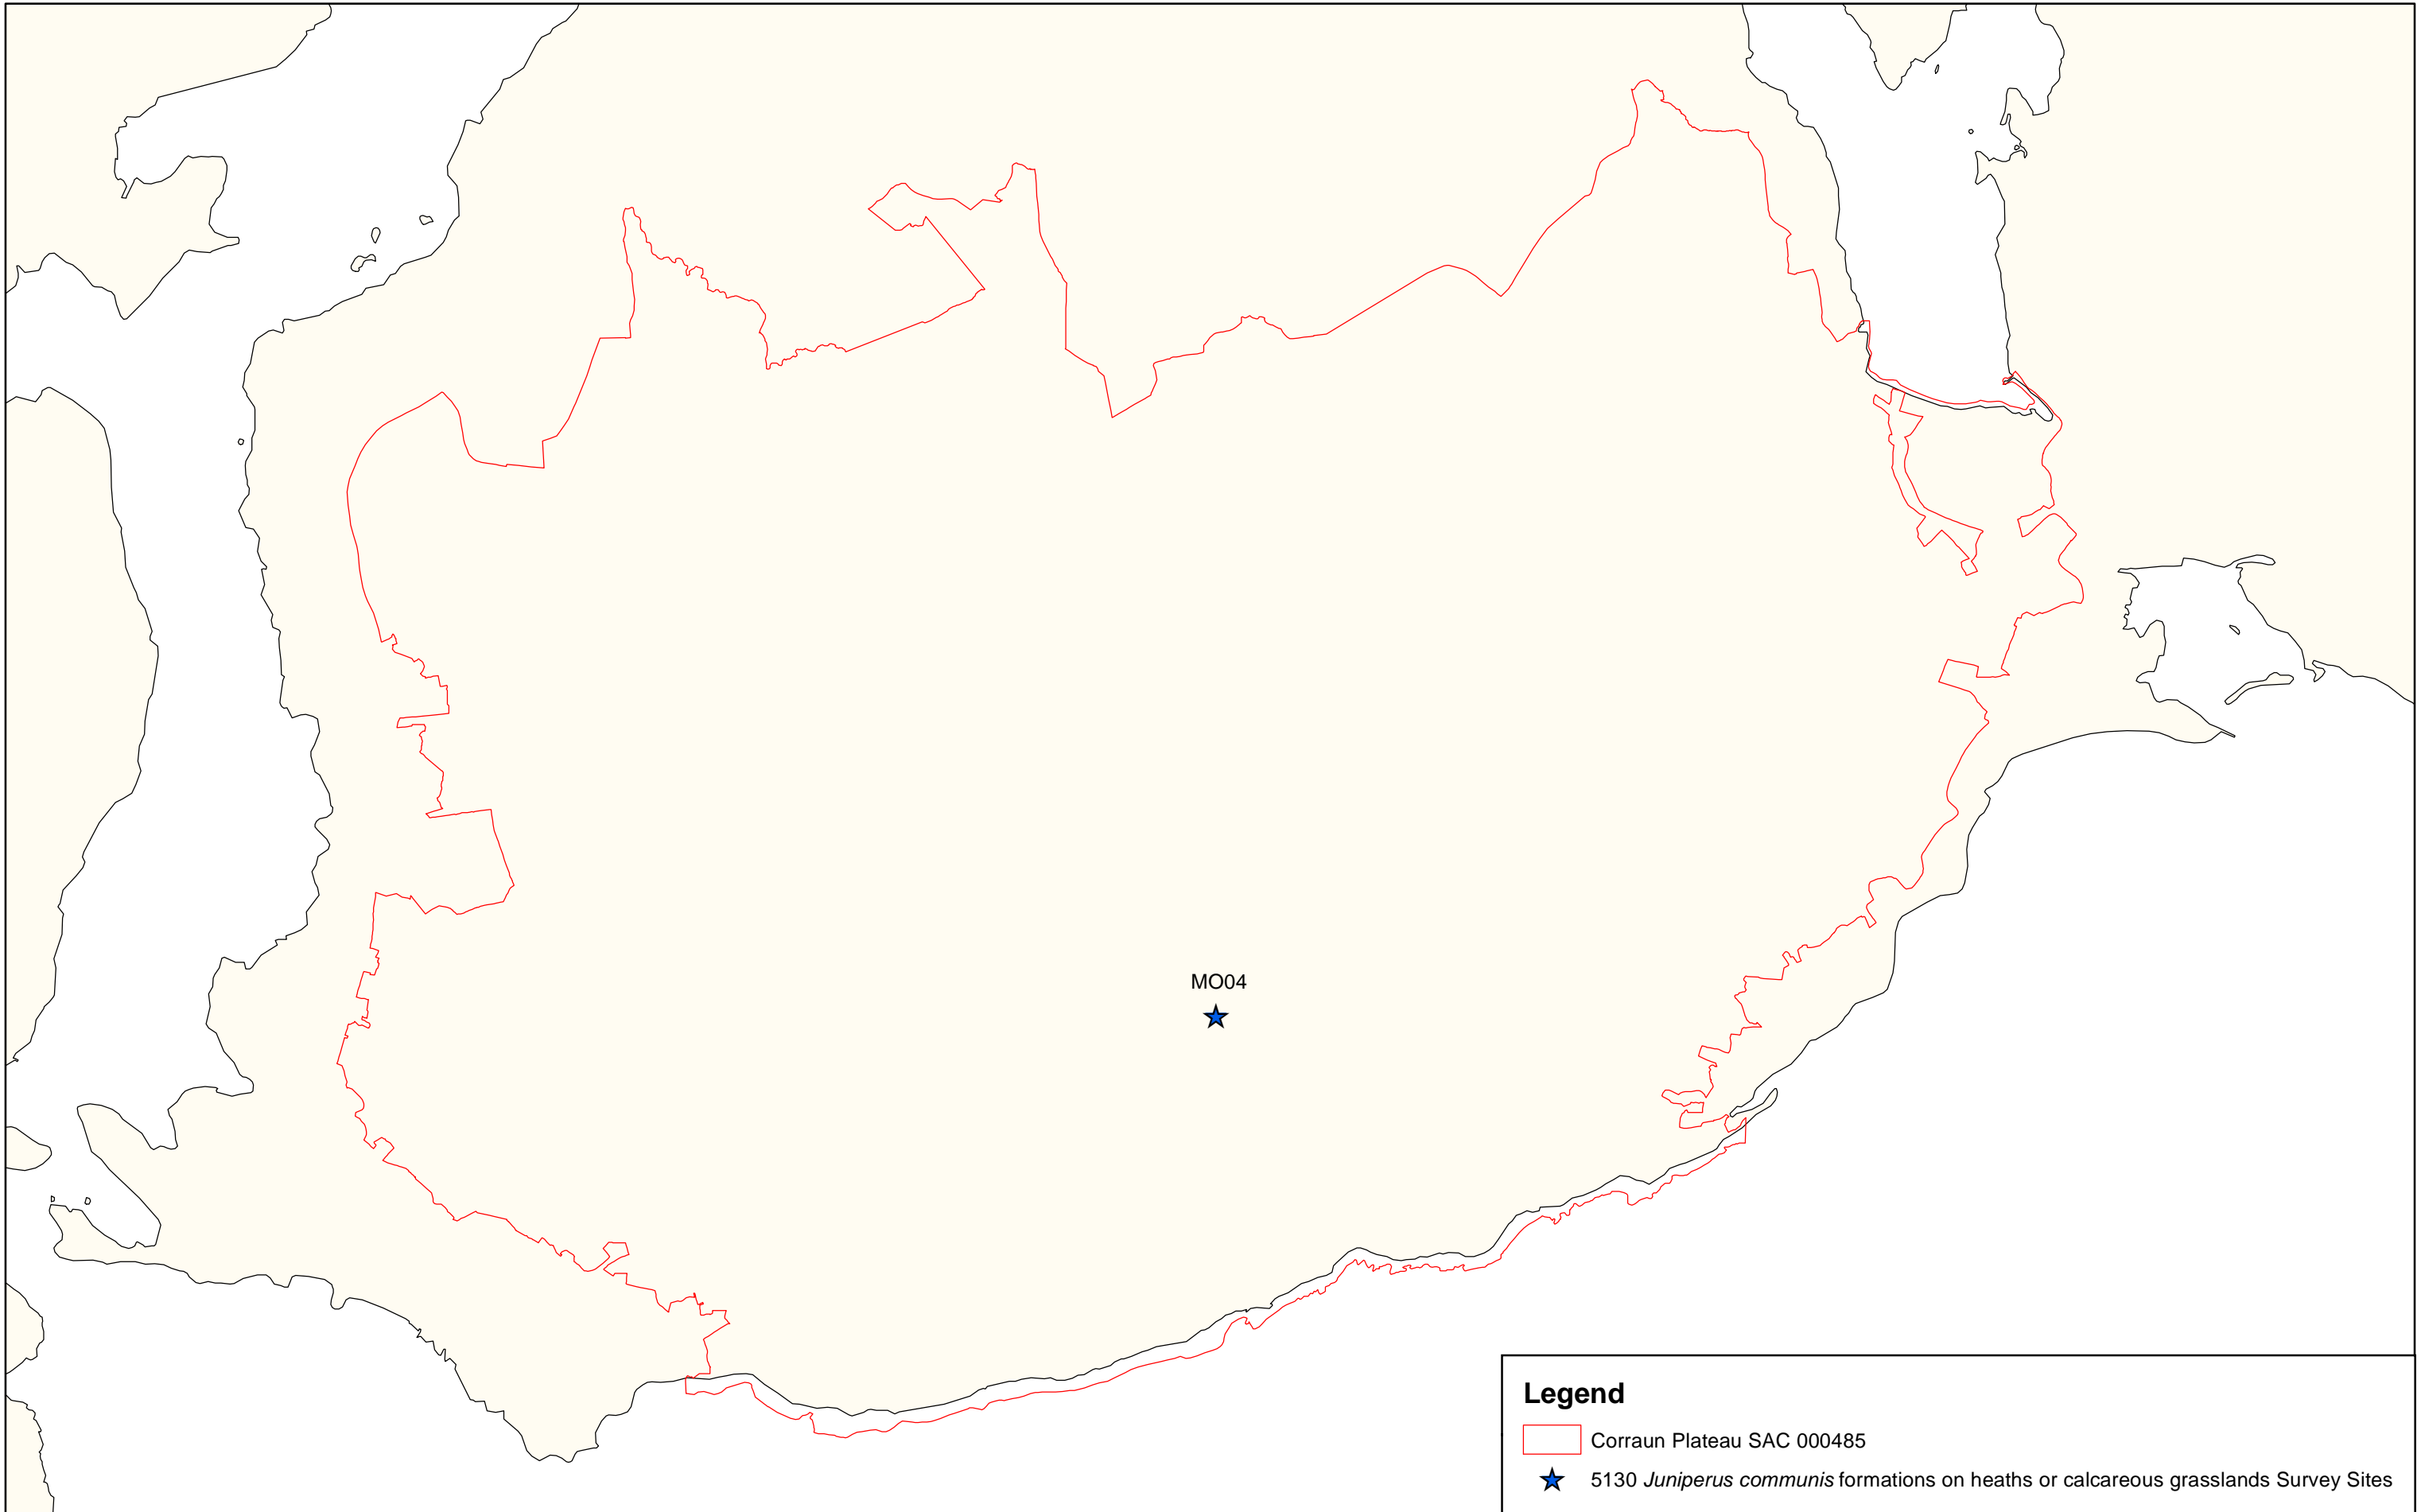 MO04
Legend
Corraun Plateau SAC 000485
5130 Juniperus communis formations on heaths or calcareous grasslands Survey Sites